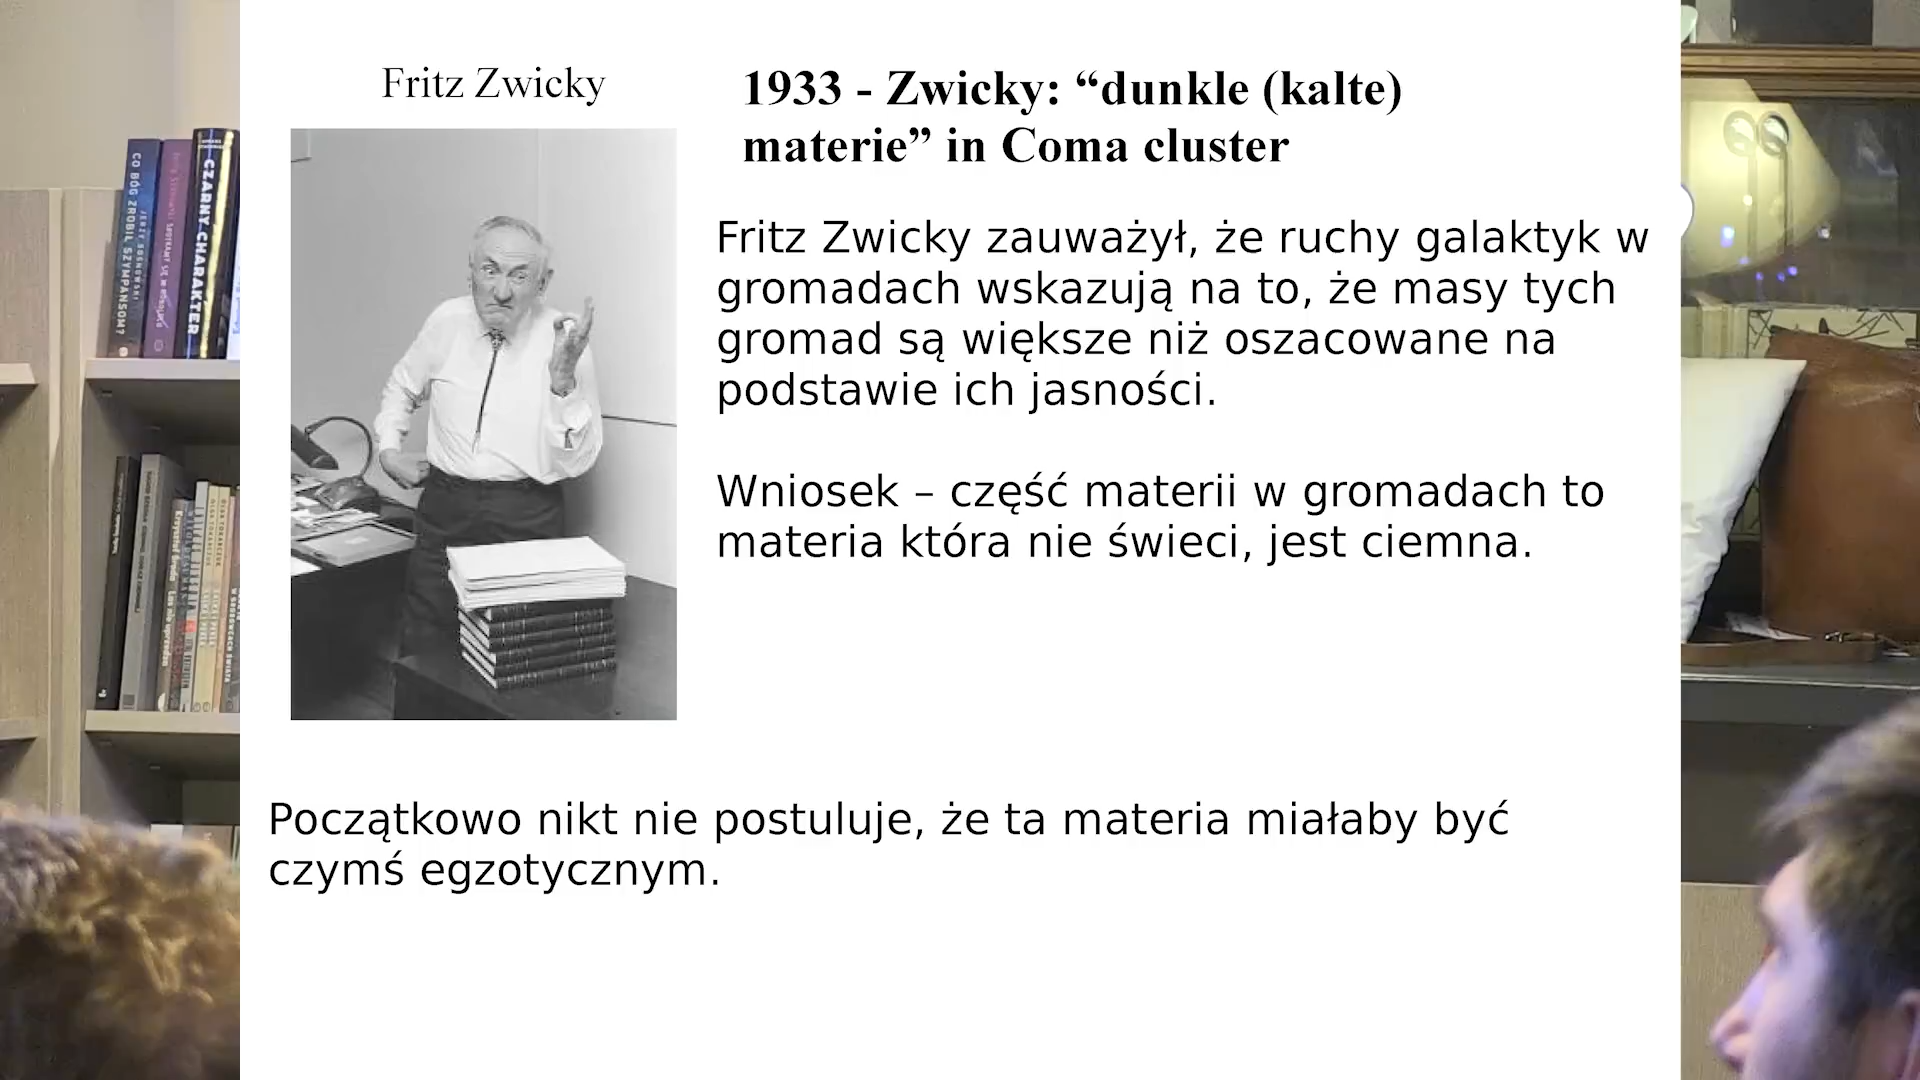 Fritz Zwicky
1933 - Zwicky: “dunkle (kalte)
materie” in Coma cluster
Fritz Zwicky zauważył, że ruchy galaktyk w
gromadach wskazują na to, że masy tych
gromad są większe niż oszacowane na
podstawie ich jasności.
Wniosek – część materii w gromadach to
materia która nie świeci, jest ciemna.
Początkowo nikt nie postuluje, że ta materia miałaby być
czymś egzotycznym.
CO BÓG ZROBIŁ SZYMPANSOM?
JERZY SOSNOWSKI
CZARNY CHARAKTER